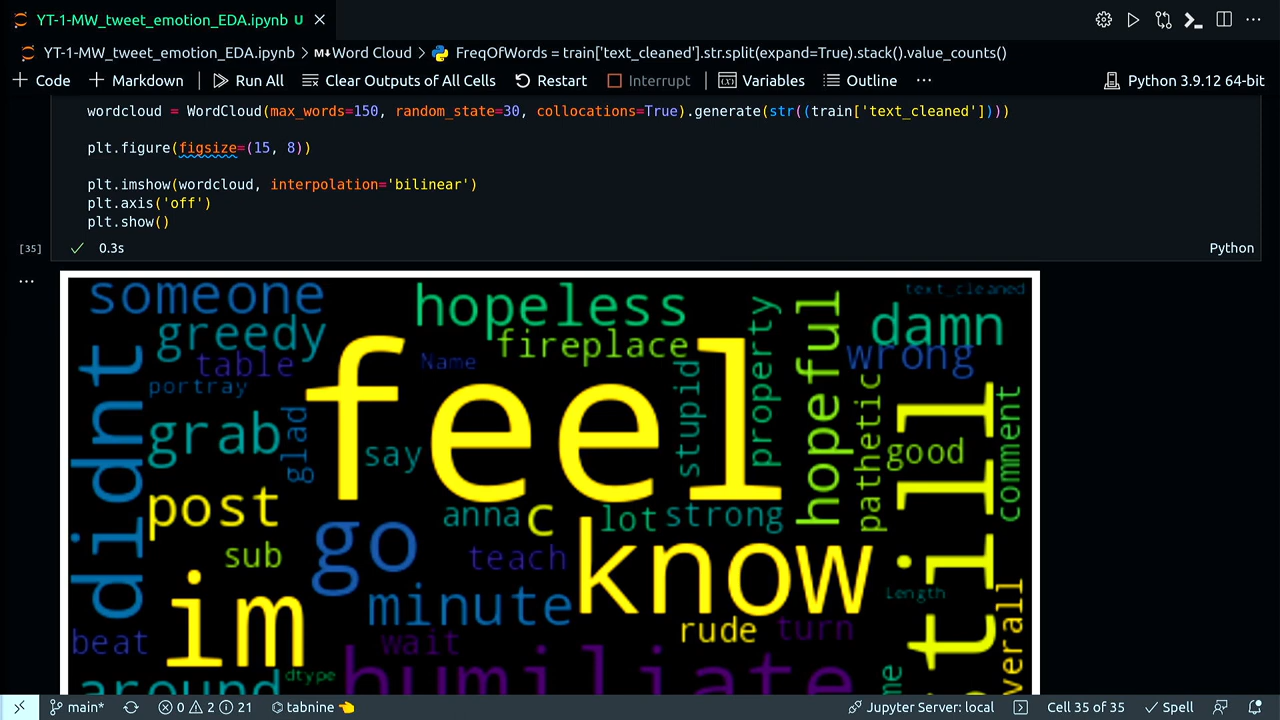 YT-1-MW_tweet_emotion_EDA.ipynb U
YT-1-MW_tweet_emotion_EDA.ipynb > M↓Word Cloud > FreqOfWords = train['text_cleaned'].str.split(expand=True).stack().value_counts()
+ Code + Markdown Run All Clear Outputs of All Cells Restart Interrupt Variables Outline ... Python 3.9.12 64-bit
wordcloud = WordCloud(max_words=150, random_state=30, collocations=True).generate(str((train['text_cleaned'])))
plt.figure(figsize=(15, 8))
plt.imshow(wordcloud, interpolation='bilinear')
plt.axis('off')
plt.show()
[35] 0.3s Python
...
someone
hopeless
text_cleaned
greedy
fireplace
property
hopeful
damn
table
Name
wrong
portray
didnt
feel
stupid
pathetic
still
comment
grab
glad
say
good
post
anna
c
lot
strong
sub
go
teach
know
im
minute
Length
overall
beat
wait
rude
turn
around
dtype
humiliate
me
main* 0 2 21 tabnine Jupyter Server: local Cell 35 of 35 Spell